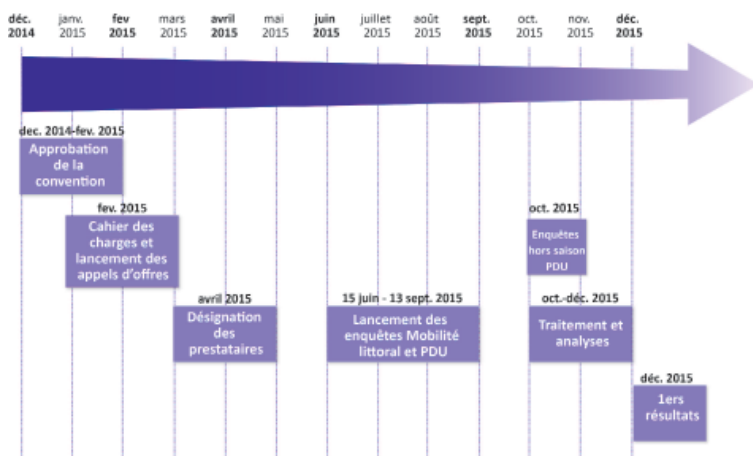 déc. janv. fev mars avril mai juin juillet août sept. oct. nov. déc.
2014 2015 2015 2015 2015 2015 2015 2015 2015 2015 2015 2015 2015
dec. 2014-fev. 2015
Approbation
de la
convention
fev. 2015
Cahier des
charges et
lancement des
appels d'offres
oct. 2015
Enquêtes
hors saison
PDU
avril 2015
Désignation
des
prestataires
15 juin - 13 sept. 2015
Lancement des
enquêtes Mobilité
littoral et PDU
oct.-déc. 2015
Traitement et
analyses
déc. 2015
1ers
résultats